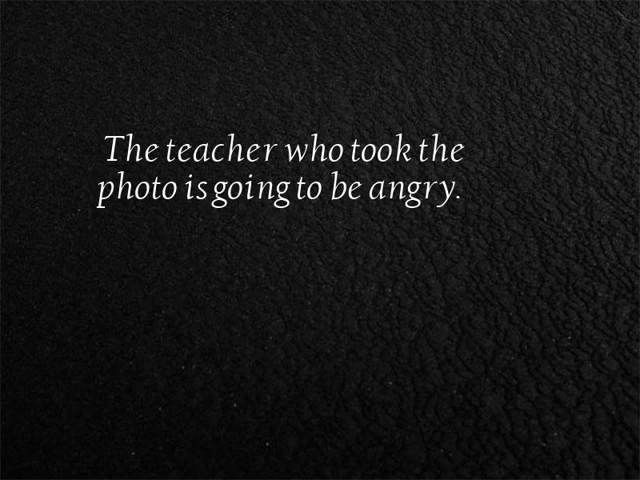 The teacher who took the
photo is going to be angry.